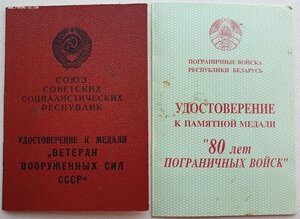 СОЮЗ
СОВЕТСКИХ
СОЦИАЛИСТИЧЕСКИХ
РЕСПУБЛИК
УДОСТОВЕРЕНИЕ К МЕДАЛИ
„ВЕТЕРАН
ВООРУЖЕННЫХ СИЛ
СССР“
ПОГРАНИЧНЫЕ ВОЙСКА
РЕСПУБЛИКИ БЕЛАРУСЬ
УДОСТОВЕРЕНИЕ
К ПАМЯТНОЙ МЕДАЛИ
"80 лет
ПОГРАНИЧНЫХ ВОЙСК"